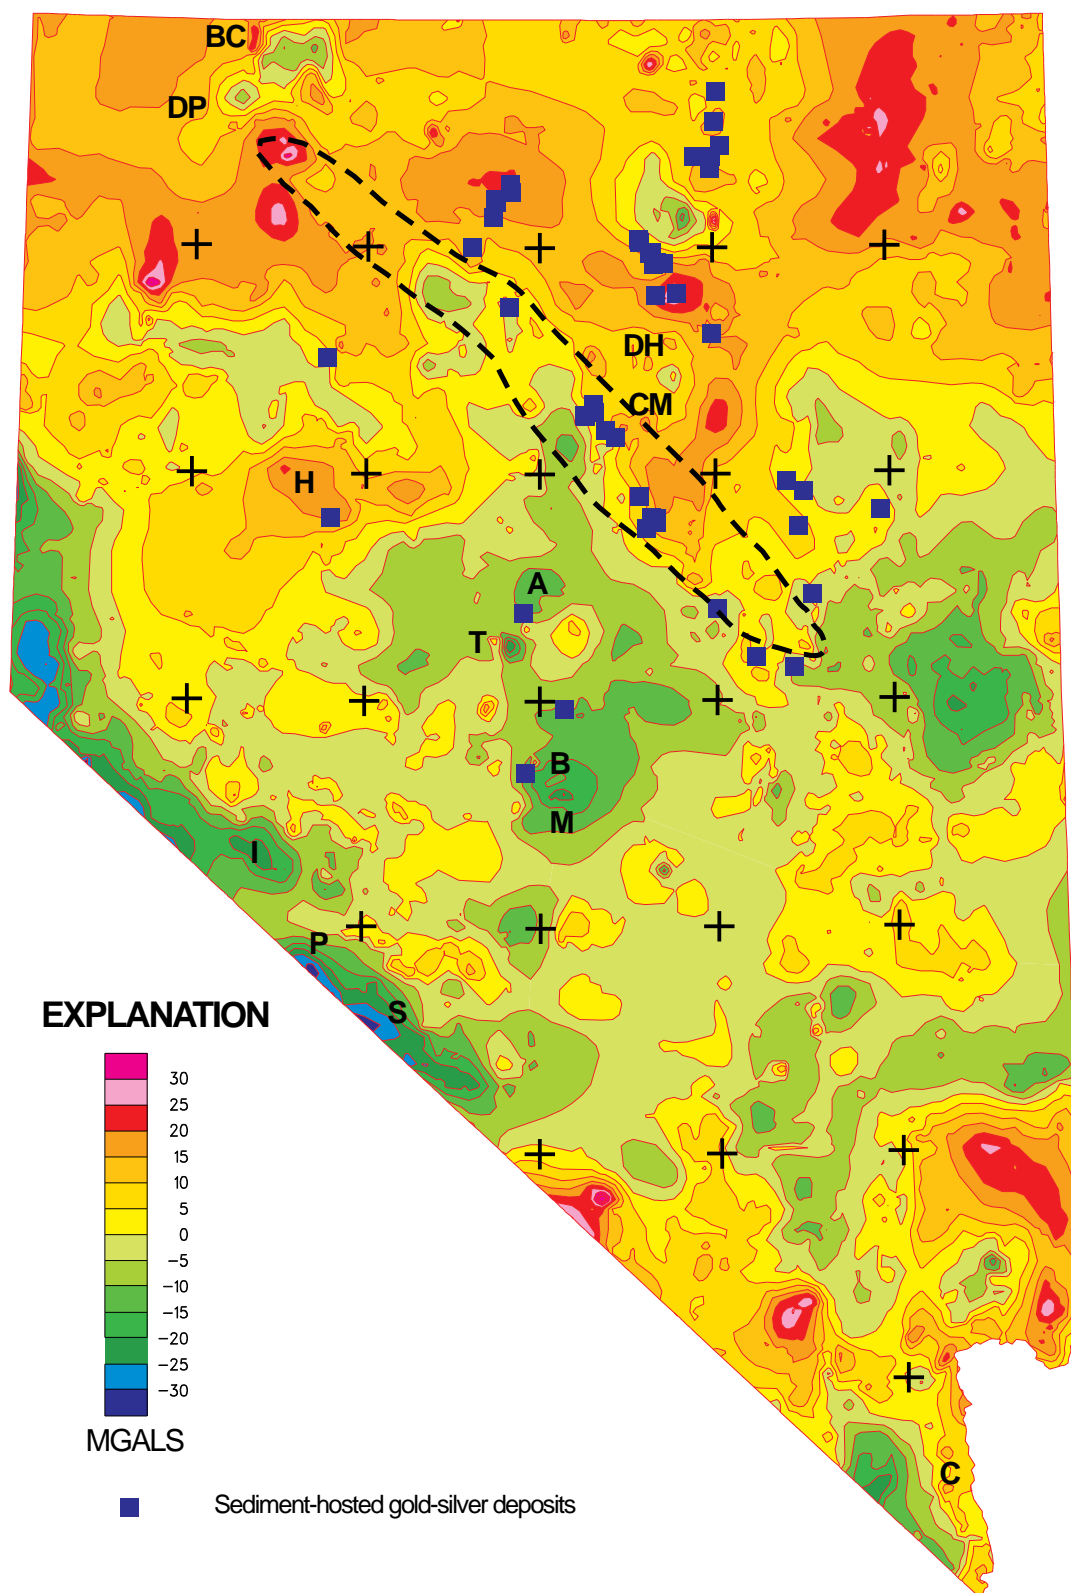 BC
DP
DH
CM
H
A
T
B
M
I
P
S
EXPLANATION
30
25
20
15
10
5
0
−5
−10
−15
−20
−25
−30
MGALS
C
Sediment-hosted gold-silver deposits